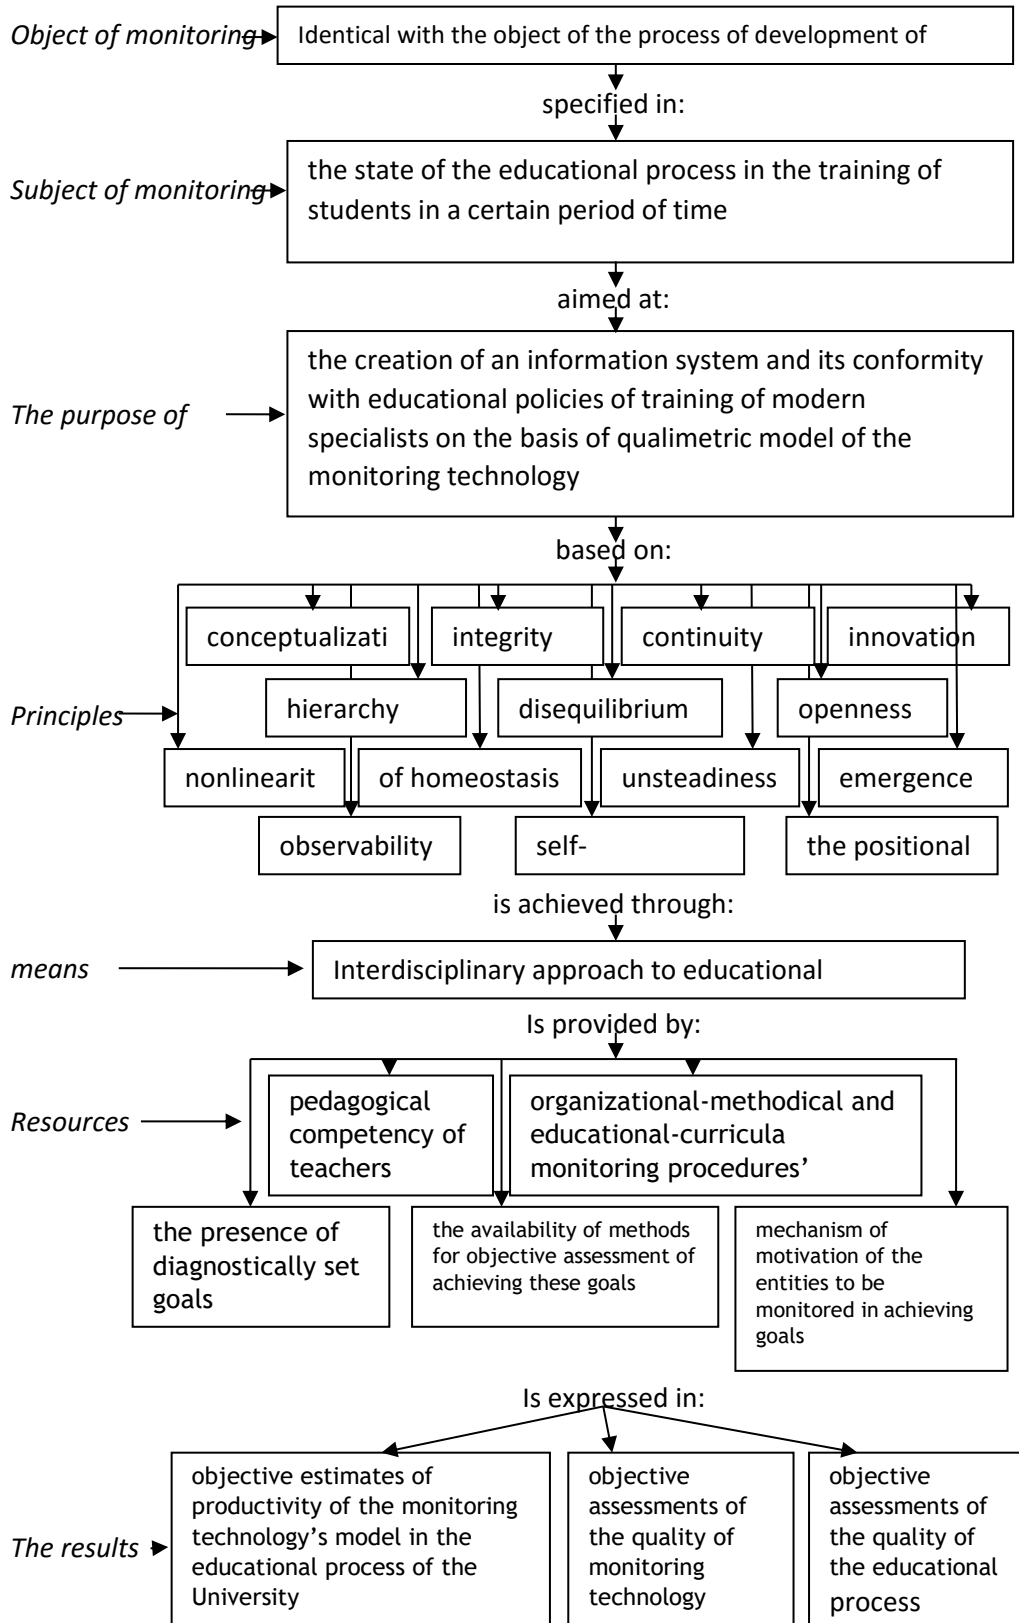 Object of monitoring
Identical with the object of the process of development of
specified in:
Subject of monitoring
the state of the educational process in the training of
students in a certain period of time
aimed at:
The purpose of
the creation of an information system and its conformity
with educational policies of training of modern
specialists on the basis of qualimetric model of the
monitoring technology
based on:
conceptualizati
integrity
continuity
innovation
Principles
hierarchy
disequilibrium
openness
nonlinearit
of homeostasis
unsteadiness
emergence
observability
self-
the positional
is achieved through:
means
Interdisciplinary approach to educational
Is provided by:
Resources
pedagogical
competency of
teachers
organizational-methodical and
educational-curricula
monitoring procedures’
the presence of
diagnostically set
goals
the availability of methods
for objective assessment of
achieving these goals
mechanism of
motivation of the
entities to be
monitored in achieving
goals
Is expressed in:
The results
objective estimates of
productivity of the monitoring
technology’s model in the
educational process of the
University
objective
assessments of
the quality of
monitoring
technology
objective
assessments of
the quality of
the educational
process